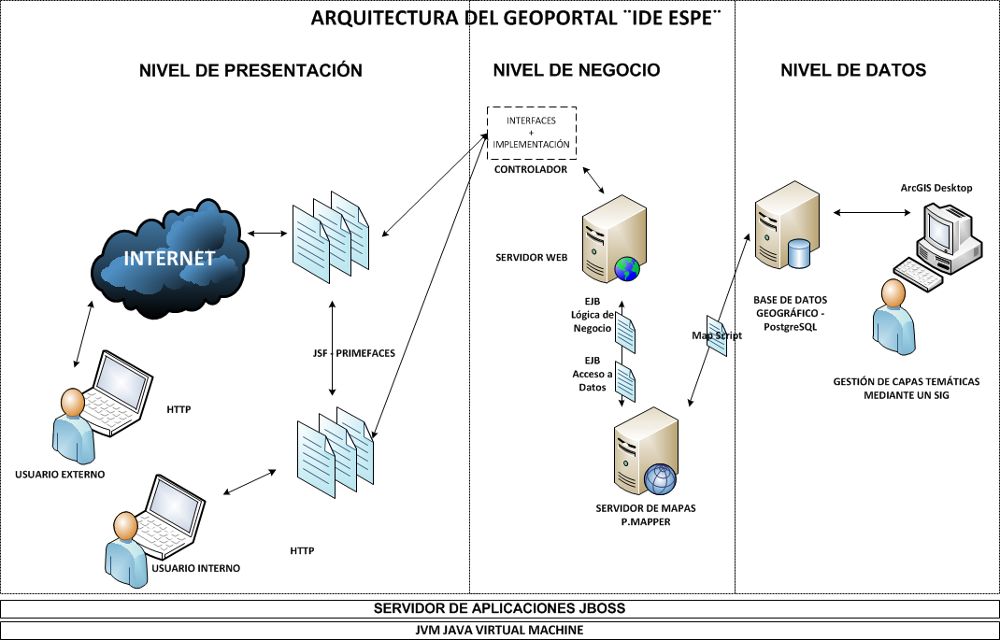 ARQUITECTURA DEL GEOPORTAL ¨IDE ESPE¨
NIVEL DE PRESENTACIÓN
NIVEL DE NEGOCIO
NIVEL DE DATOS
INTERFACES
+
IMPLEMENTACIÓN
CONTROLADOR
ArcGIS Desktop
INTERNET
SERVIDOR WEB
EJB
Lógica de
Negocio
BASE DE DATOS
GEOGRÁFICO -
PostgreSQL
Map Script
JSF - PRIMEFACES
EJB
Acceso a
Datos
GESTIÓN DE CAPAS TEMÁTICAS
MEDIANTE UN SIG
HTTP
USUARIO EXTERNO
SERVIDOR DE MAPAS
P.MAPPER
HTTP
USUARIO INTERNO
SERVIDOR DE APLICACIONES JBOSS
JVM JAVA VIRTUAL MACHINE